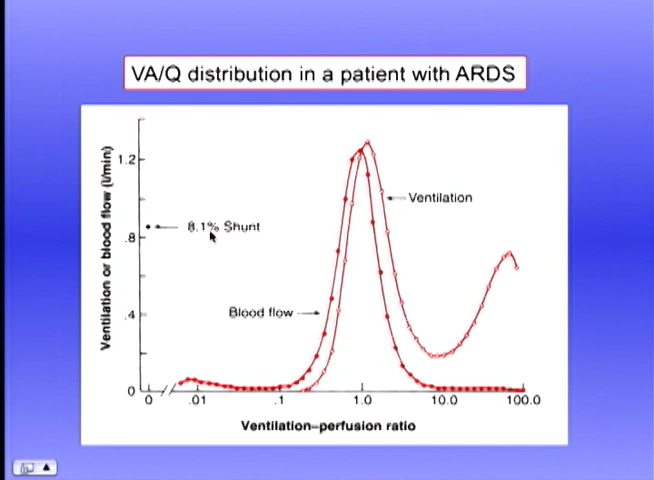 VA/Q distribution in a patient with ARDS
Ventilation or blood flow (l/min)
1.2
.8
.4
0
8.1% Shunt
Ventilation
Blood flow
0 .01 .1 1.0 10.0 100.0
Ventilation–perfusion ratio